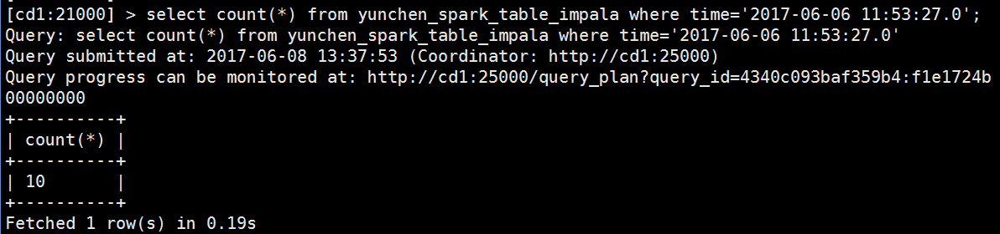 [cd1:21000] > select count(*) from yunchen_spark_table_impala where time='2017-06-06 11:53:27.0';
Query: select count(*) from yunchen_spark_table_impala where time='2017-06-06 11:53:27.0'
Query submitted at: 2017-06-08 13:37:53 (Coordinator: http://cd1:25000)
Query progress can be monitored at: http://cd1:25000/query_plan?query_id=4340c093baf359b4:f1e1724b
00000000
+----------+
| count(*) |
+----------+
| 10       |
+----------+
Fetched 1 row(s) in 0.19s